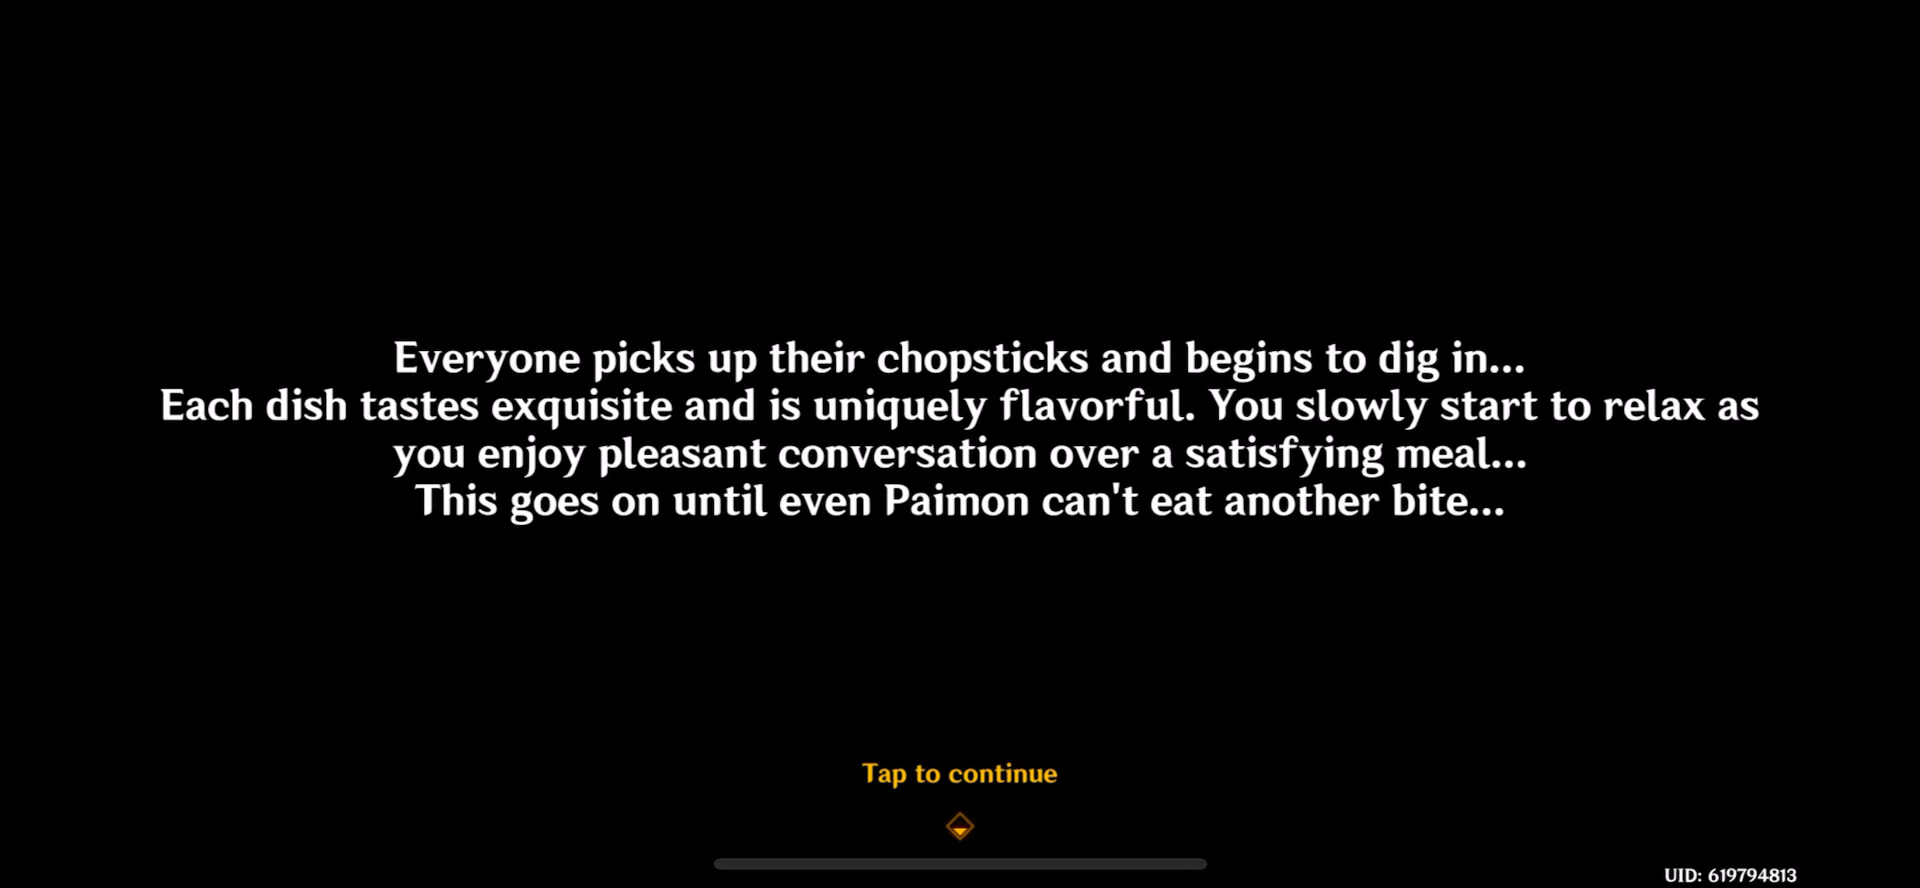 Everyone picks up their chopsticks and begins to dig in...
Each dish tastes exquisite and is uniquely flavorful. You slowly start to relax as
you enjoy pleasant conversation over a satisfying meal...
This goes on until even Paimon can't eat another bite...
Tap to continue
UID: 619794813